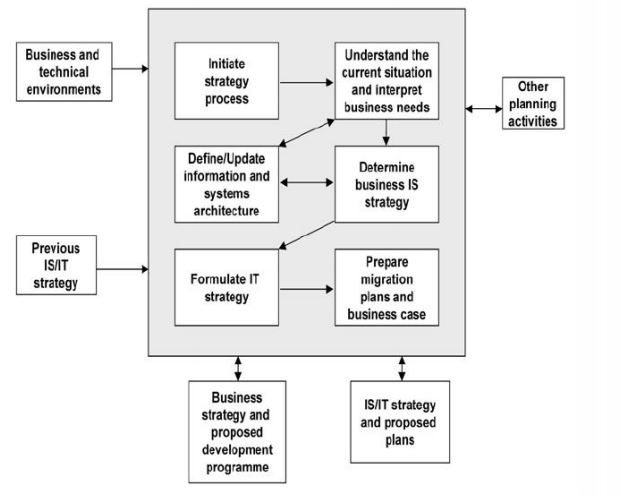 Business and
technical
environments
Initiate
strategy
process
Understand the
current situation
and interpret
business needs
Other
planning
activities
Define/Update
information and
systems
architecture
Determine
business IS
strategy
Previous
IS/IT
strategy
Formulate IT
strategy
Prepare
migration
plans and
business case
Business
strategy and
proposed
development
programme
IS/IT strategy
and proposed
plans